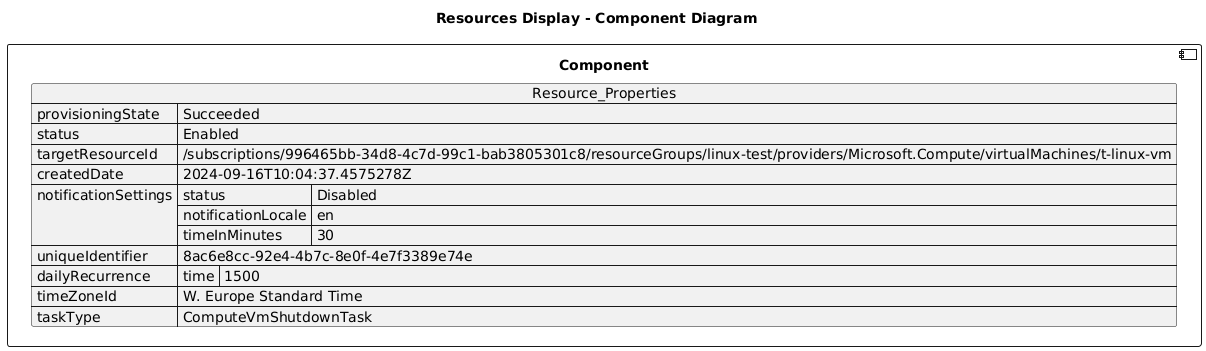 Resources Display - Component Diagram
Component
Resource_Properties
provisioningState Succeeded
status Enabled
targetResourceId /subscriptions/996465bb-34d8-4c7d-99c1-bab3805301c8/resourceGroups/linux-test/providers/Microsoft.Compute/virtualMachines/t-linux-vm
createdDate 2024-09-16T10:04:37.4575278Z
notificationSettings status Disabled
notificationLocale en
timeInMinutes 30
uniqueIdentifier 8ac6e8cc-92e4-4b7c-8e0f-4e7f3389e74e
dailyRecurrence time 1500
timeZoneId W. Europe Standard Time
taskType ComputeVmShutdownTask